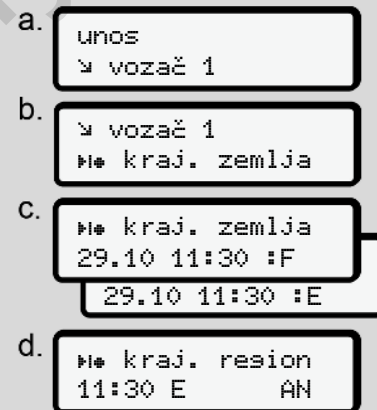 a.
unos
↘ vozač 1
b.
↘ vozač 1
⏵I● kraj. zemlja
c.
⏵I● kraj. zemlja
29.10 11:30 :F
29.10 11:30 :E
d.
⏵I● kraj. region
11:30 E AN